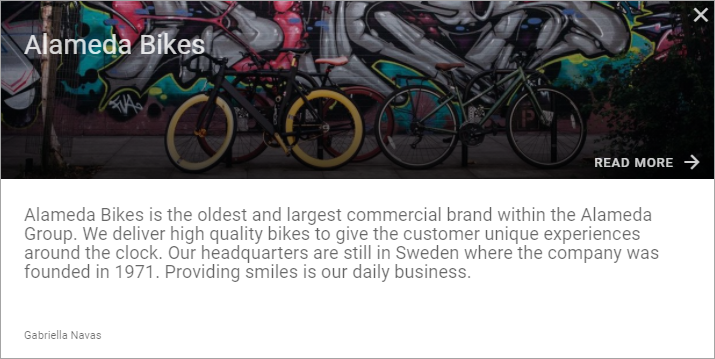 Alameda Bikes
READ MORE
Alameda Bikes is the oldest and largest commercial brand within the Alameda
Group. We deliver high quality bikes to give the customer unique experiences
around the clock. Our headquarters are still in Sweden where the company was
founded in 1971. Providing smiles is our daily business.
Gabriella Navas